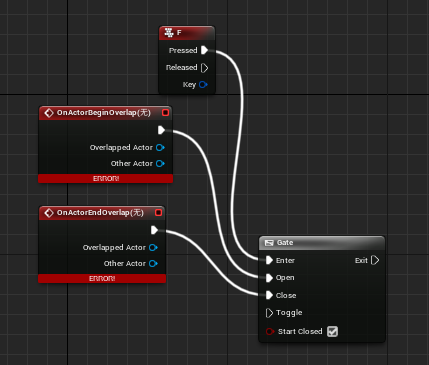 F
Pressed
Released
Key
OnActorBeginOverlap(无)
Overlapped Actor
Other Actor
ERROR!
OnActorEndOverlap(无)
Overlapped Actor
Other Actor
ERROR!
Gate
Enter Exit
Open
Close
Toggle
Start Closed